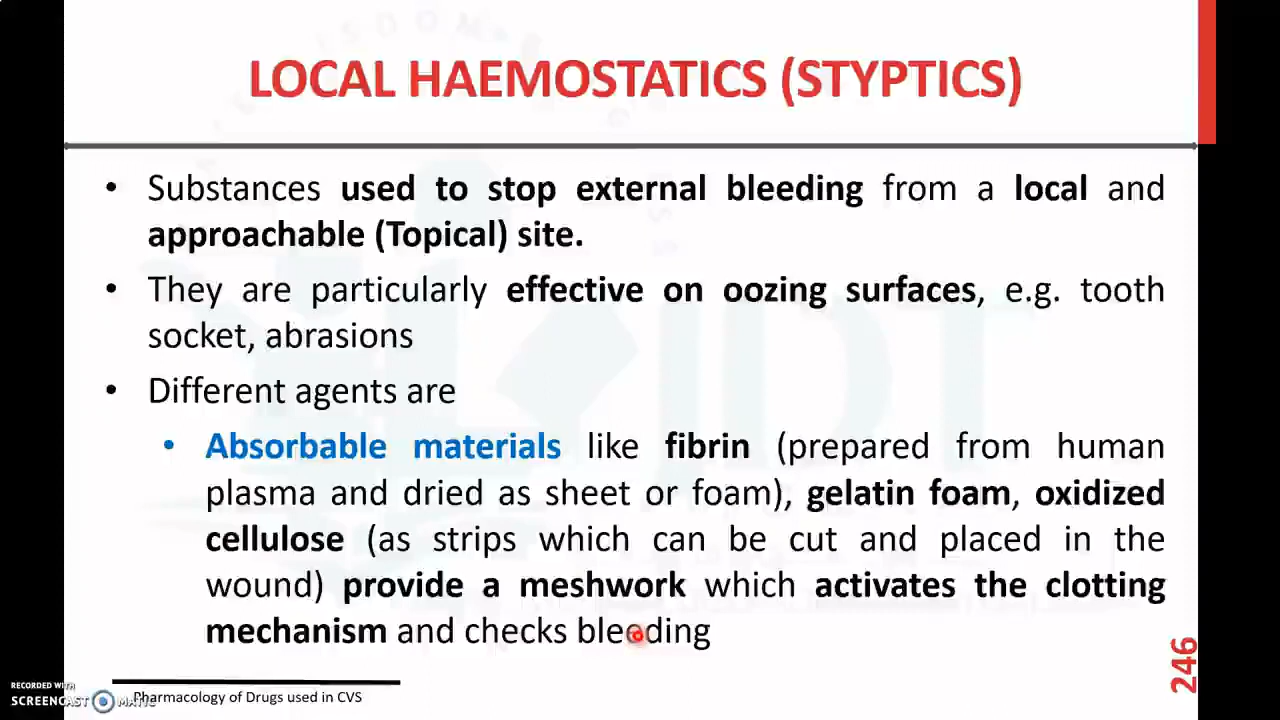 LOCAL HAEMOSTATICS (STYPTICS)
• Substances used to stop external bleeding from a local and
approachable (Topical) site.
• They are particularly effective on oozing surfaces, e.g. tooth
socket, abrasions
• Different agents are
• Absorbable materials like fibrin (prepared from human
plasma and dried as sheet or foam), gelatin foam, oxidized
cellulose (as strips which can be cut and placed in the
wound) provide a meshwork which activates the clotting
mechanism and checks bleeding
246
Pharmacology of Drugs used in CVS
RECORDED WITH
SCREENCAST MATIC